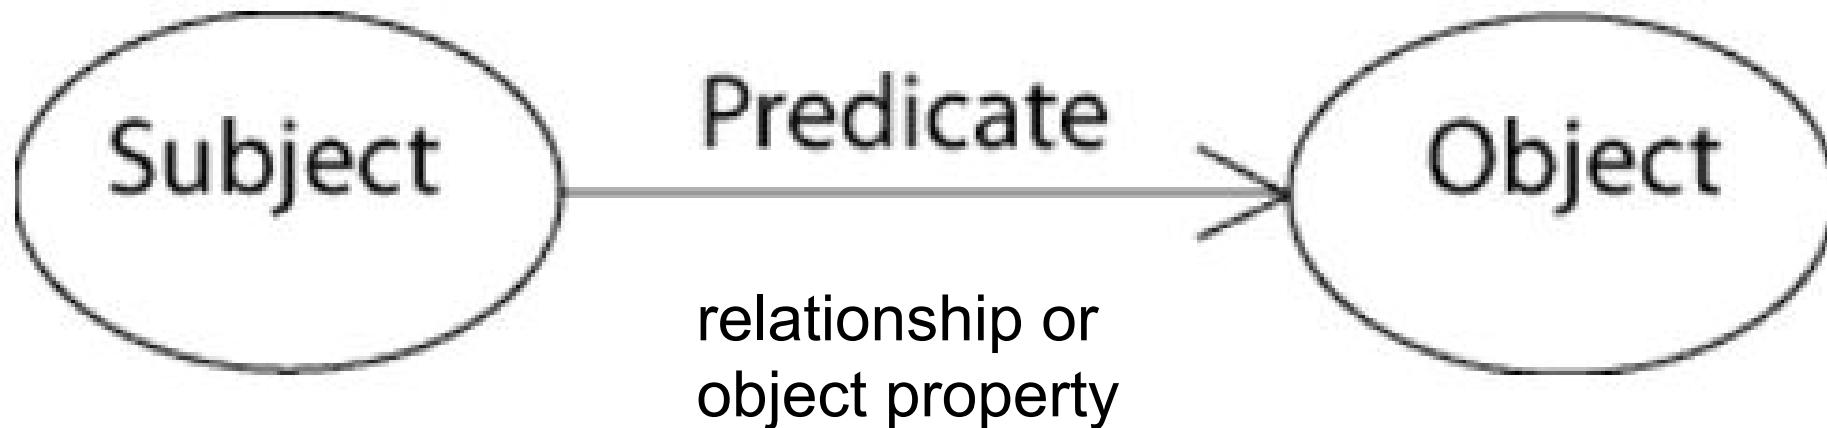 Subject
Predicate
Object
relationship or
object property